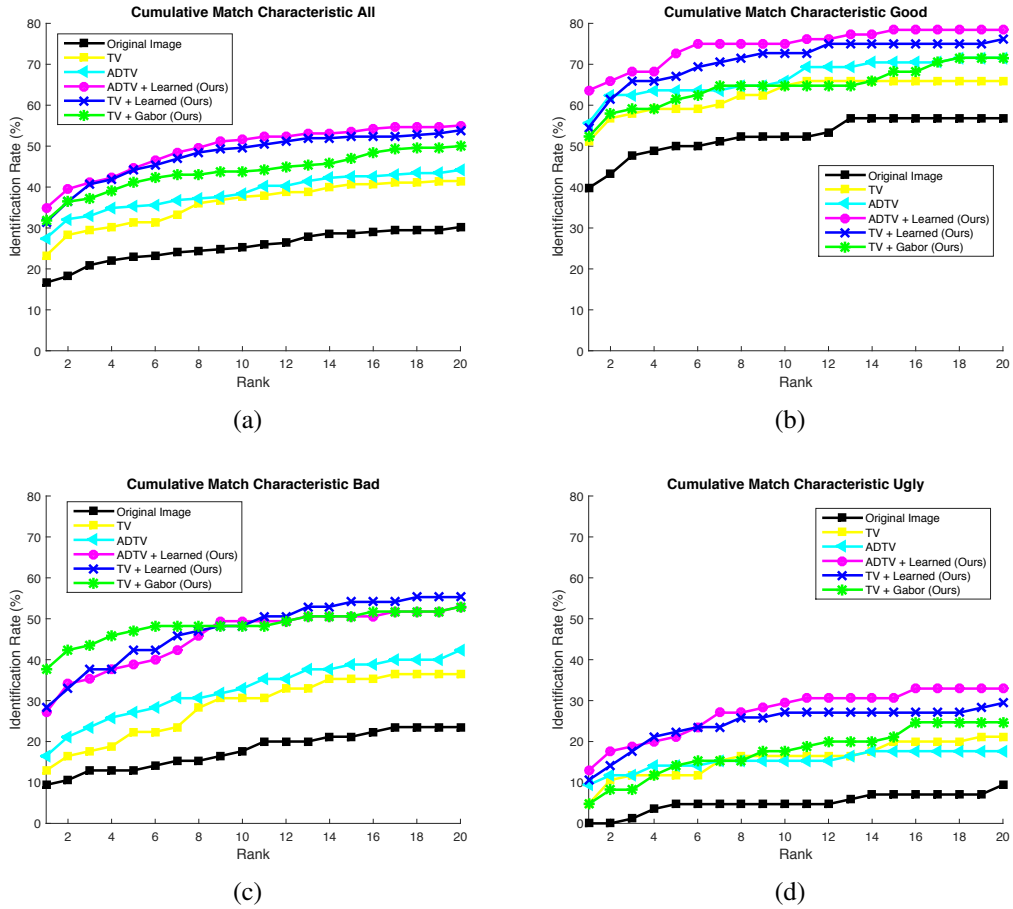 Cumulative Match Characteristic All
Identification Rate (%)
80
70
60
50
40
30
20
10
0
Original Image
TV
ADTV
ADTV + Learned (Ours)
TV + Learned (Ours)
TV + Gabor (Ours)
2 4 6 8 10 12 14 16 18 20
Rank
(a)
Cumulative Match Characteristic Good
Identification Rate (%)
80
70
60
50
40
30
20
10
0
Original Image
TV
ADTV
ADTV + Learned (Ours)
TV + Learned (Ours)
TV + Gabor (Ours)
2 4 6 8 10 12 14 16 18 20
Rank
(b)
Cumulative Match Characteristic Bad
Identification Rate (%)
80
70
60
50
40
30
20
10
0
Original Image
TV
ADTV
ADTV + Learned (Ours)
TV + Learned (Ours)
TV + Gabor (Ours)
2 4 6 8 10 12 14 16 18 20
Rank
(c)
Cumulative Match Characteristic Ugly
Identification Rate (%)
80
70
60
50
40
30
20
10
0
Original Image
TV
ADTV
ADTV + Learned (Ours)
TV + Learned (Ours)
TV + Gabor (Ours)
2 4 6 8 10 12 14 16 18 20
Rank
(d)